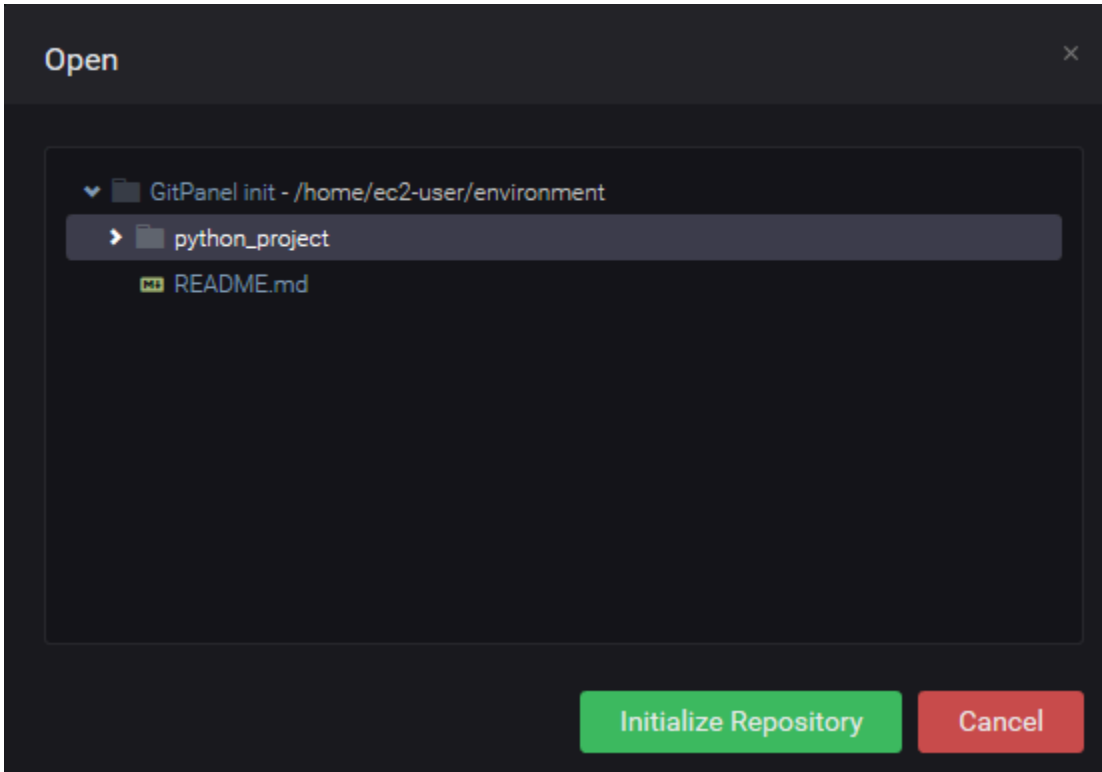 Open
GitPanel init - /home/ec2-user/environment
python_project
README.md
Initialize Repository
Cancel